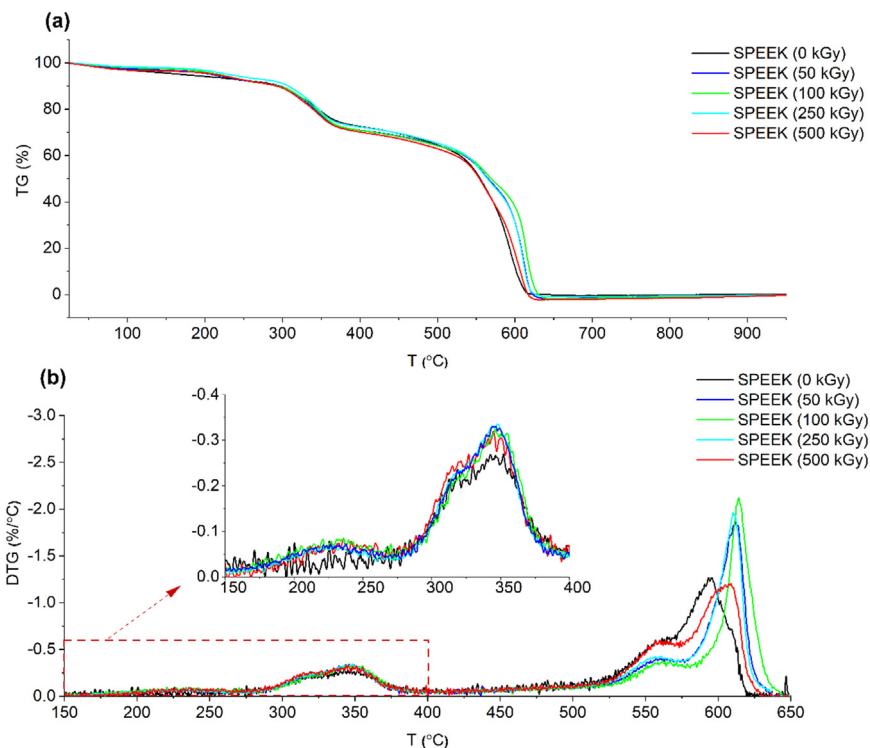 (a)
SPEEK (0 kGy)
SPEEK (50 kGy)
SPEEK (100 kGy)
SPEEK (250 kGy)
SPEEK (500 kGy)
TG (%)
100
80
60
40
20
0
100 200 300 400 500 600 700 800 900
T (°C)
(b)
SPEEK (0 kGy)
SPEEK (50 kGy)
SPEEK (100 kGy)
SPEEK (250 kGy)
SPEEK (500 kGy)
DTG (%/°C)
-3.0
-2.5
-2.0
-1.5
-1.0
-0.5
0.0
-0.4
-0.3
-0.2
-0.1
0.0
150 200 250 300 350 400
150 200 250 300 350 400 450 500 550 600 650
T (°C)